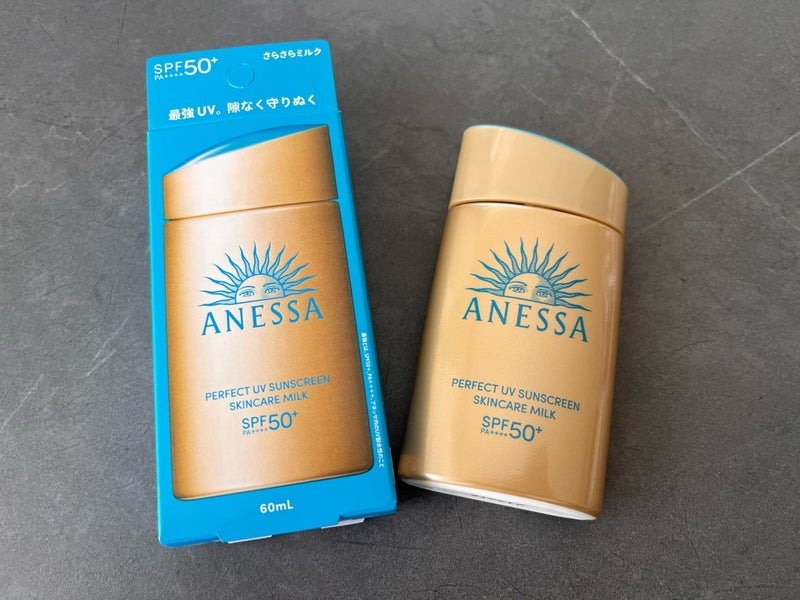 SPF50+
PA++++
さらさらミルク
最強UV。隙なく守りぬく
ANESSA
PERFECT UV SUNSCREEN
SKINCARE MILK
SPF50+
PA++++
60mL
ANESSA
PERFECT UV SUNSCREEN
SKINCARE MILK
SPF50+
PA++++